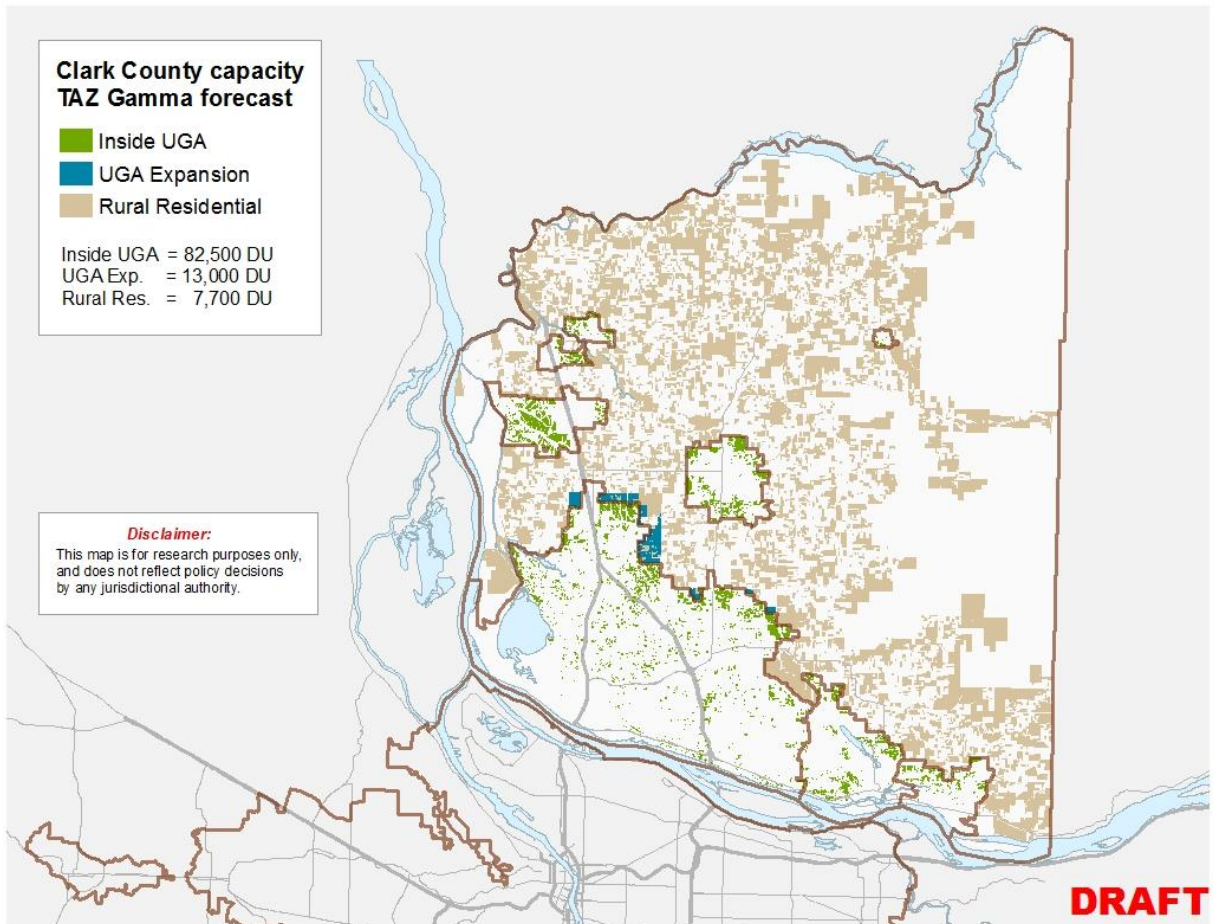 Clark County capacity
TAZ Gamma forecast
Inside UGA
UGA Expansion
Rural Residential
Inside UGA = 82,500 DU
UGA Exp. = 13,000 DU
Rural Res. = 7,700 DU
Disclaimer:
This map is for research purposes only,
and does not reflect policy decisions
by any jurisdictional authority.
DRAFT